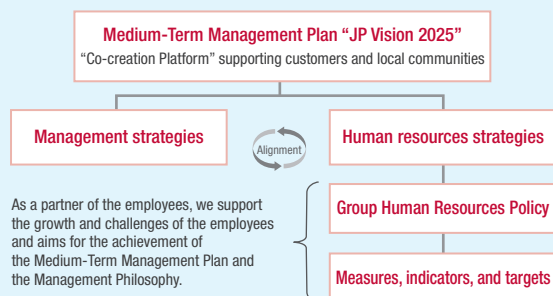 Medium-Term Management Plan “JP Vision 2025”
“Co-creation Platform” supporting customers and local communities
Management strategies
Alignment
Human resources strategies
As a partner of the employees, we support
the growth and challenges of the employees
and aims for the achievement of
the Medium-Term Management Plan and
the Management Philosophy.
Group Human Resources Policy
Measures, indicators, and targets